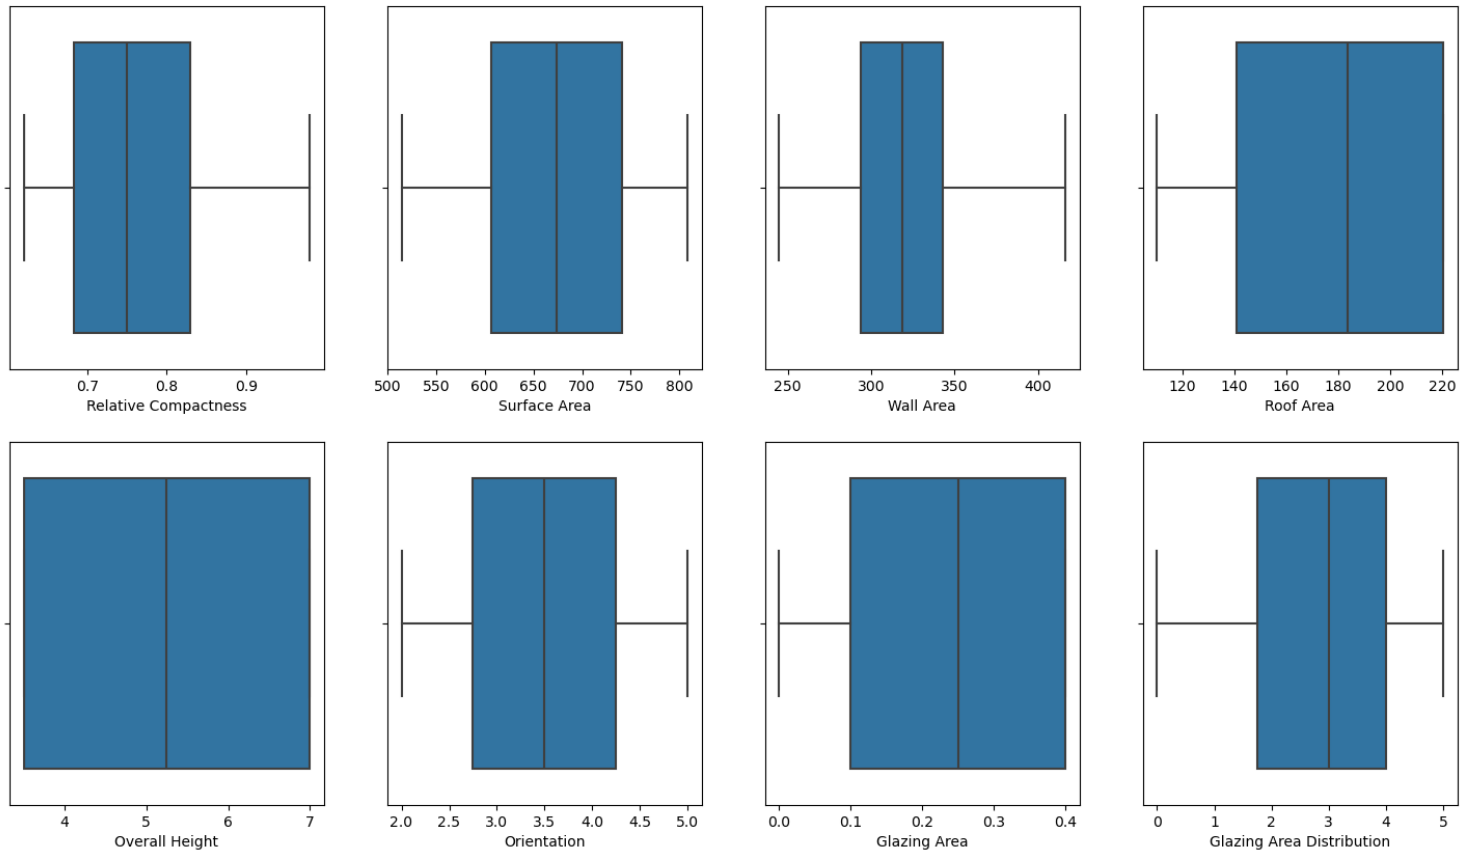 0.7 0.8 0.9
Relative Compactness
500 550 600 650 700 750 800
Surface Area
250 300 350 400
Wall Area
120 140 160 180 200 220
Roof Area
4 5 6 7
Overall Height
2.0 2.5 3.0 3.5 4.0 4.5 5.0
Orientation
0.0 0.1 0.2 0.3 0.4
Glazing Area
0 1 2 3 4 5
Glazing Area Distribution